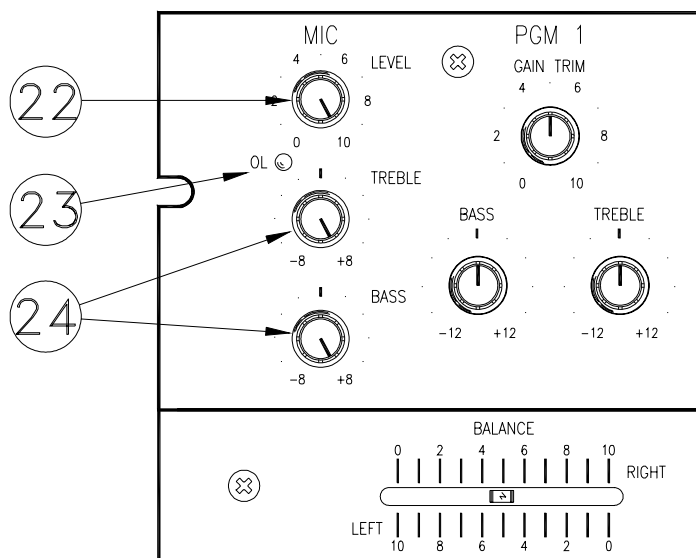 MIC
4 6
LEVEL
2 8
0 10
22
OL
23
TREBLE
-8 +8
24
BASS
-8 +8
PGM 1
GAIN TRIM
4 6
2 8
0 10
BASS
-12 +12
TREBLE
-12 +12
BALANCE
0 2 4 6 8 10
RIGHT
LEFT
10 8 6 4 2 0